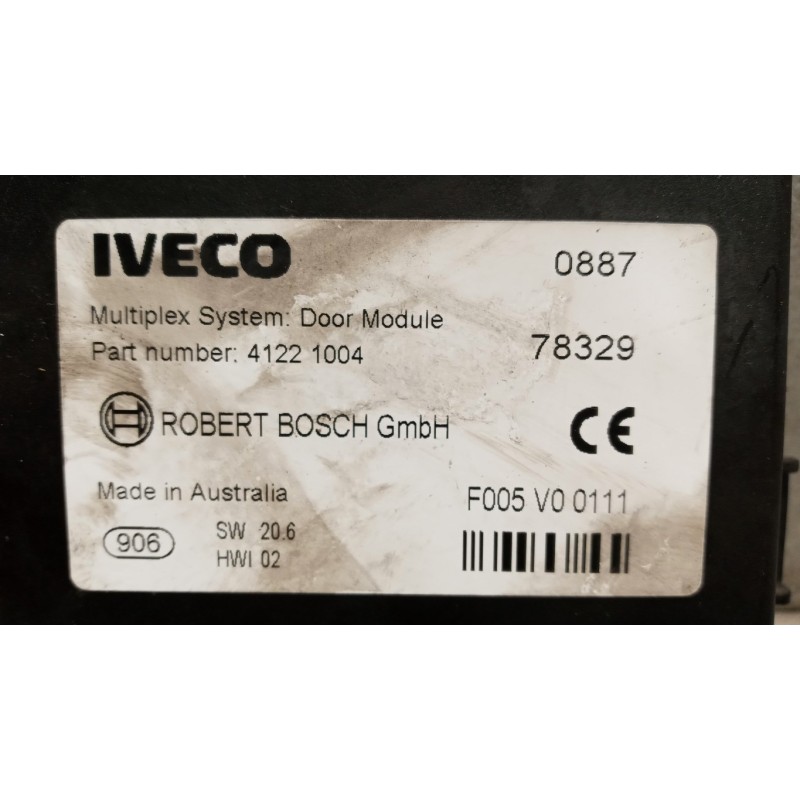 IVECO 0887
Multiplex System: Door Module
Part number: 4122 1004 78329
ROBERT BOSCH GmbH CE
Made in Australia F005 V0 0111
906 SW 20.6
HWI 02